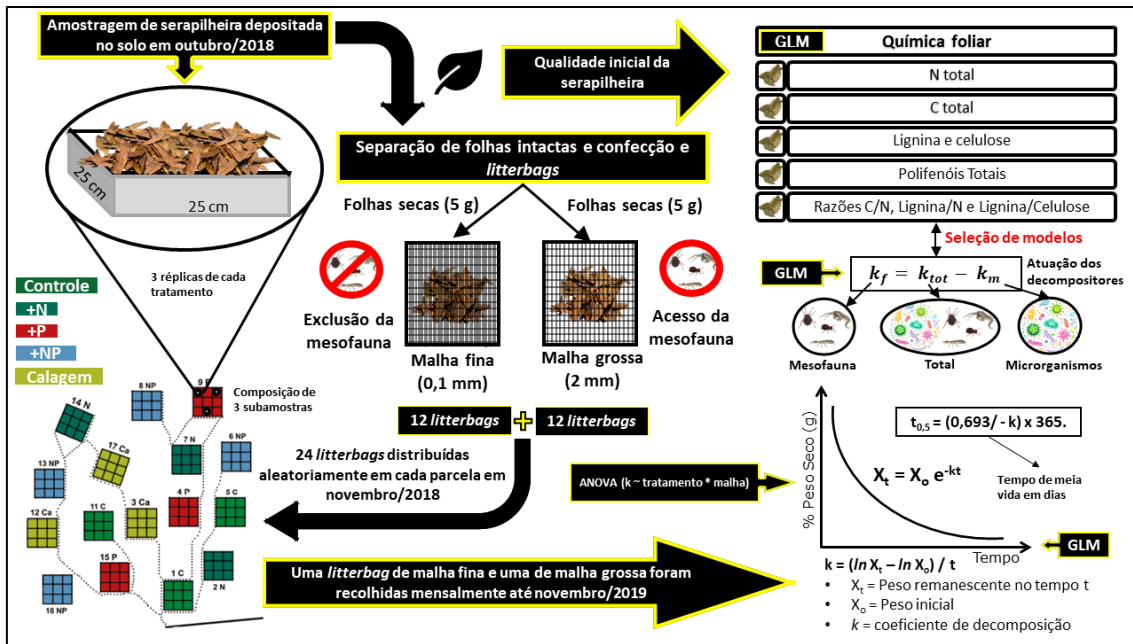 Amostragem de serapilheira depositada
no solo em outubro/2018
25 cm
25 cm
3 réplicas de cada
tratamento
Controle
+N
+P
+NP
Calagem
Composição de
3 subamostras
14 N
8 NP
9 P
17 Ca
7 N
6 NP
13 NP
12 Ca
11 C
3 Ca
4 P
5 C
15 P
16 NP
1 C
2 N
Qualidade inicial da
serapilheira
Separação de folhas intactas e confecção e
litterbags
Folhas secas (5 g)
Folhas secas (5 g)
Exclusão da
mesofauna
Malha fina
(0,1 mm)
Malha grossa
(2 mm)
Acesso da
mesofauna
12 litterbags + 12 litterbags
24 litterbags distribuídas
aleatoriamente em cada parcela em
novembro/2018
Uma litterbag de malha fina e uma de malha grossa foram
recolhidas mensalmente até novembro/2019
GLM
Química foliar
N total
C total
Lignina e celulose
Polifenóis Totais
Razões C/N, Lignina/N e Lignina/Celulose
Seleção de modelos
GLM
k_f = k_tot − k_m
Atuação dos
decompositores
Mesofauna
Total
Microrganismos
ANOVA (k ~ tratamento * malha)
% Peso Seco (g)
t0,5 = (0,693/ - k) x 365.
Xt = Xo e-kt
Tempo de meia
vida em dias
Tempo
GLM
k = (ln Xt – ln Xo) / t
• Xt = Peso remanescente no tempo t
• Xo = Peso inicial
• k = coeficiente de decomposição